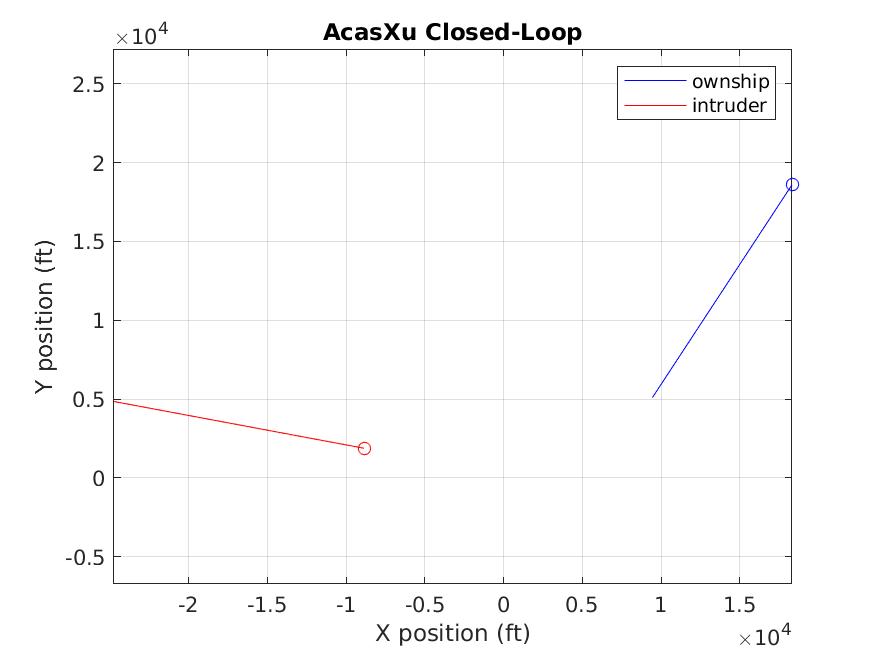 AcasXu Closed-Loop
×10⁴
ownship
intruder
2.5
2
1.5
1
0.5
0
-0.5
Y position (ft)
-2 -1.5 -1 -0.5 0 0.5 1 1.5
X position (ft)
×10⁴